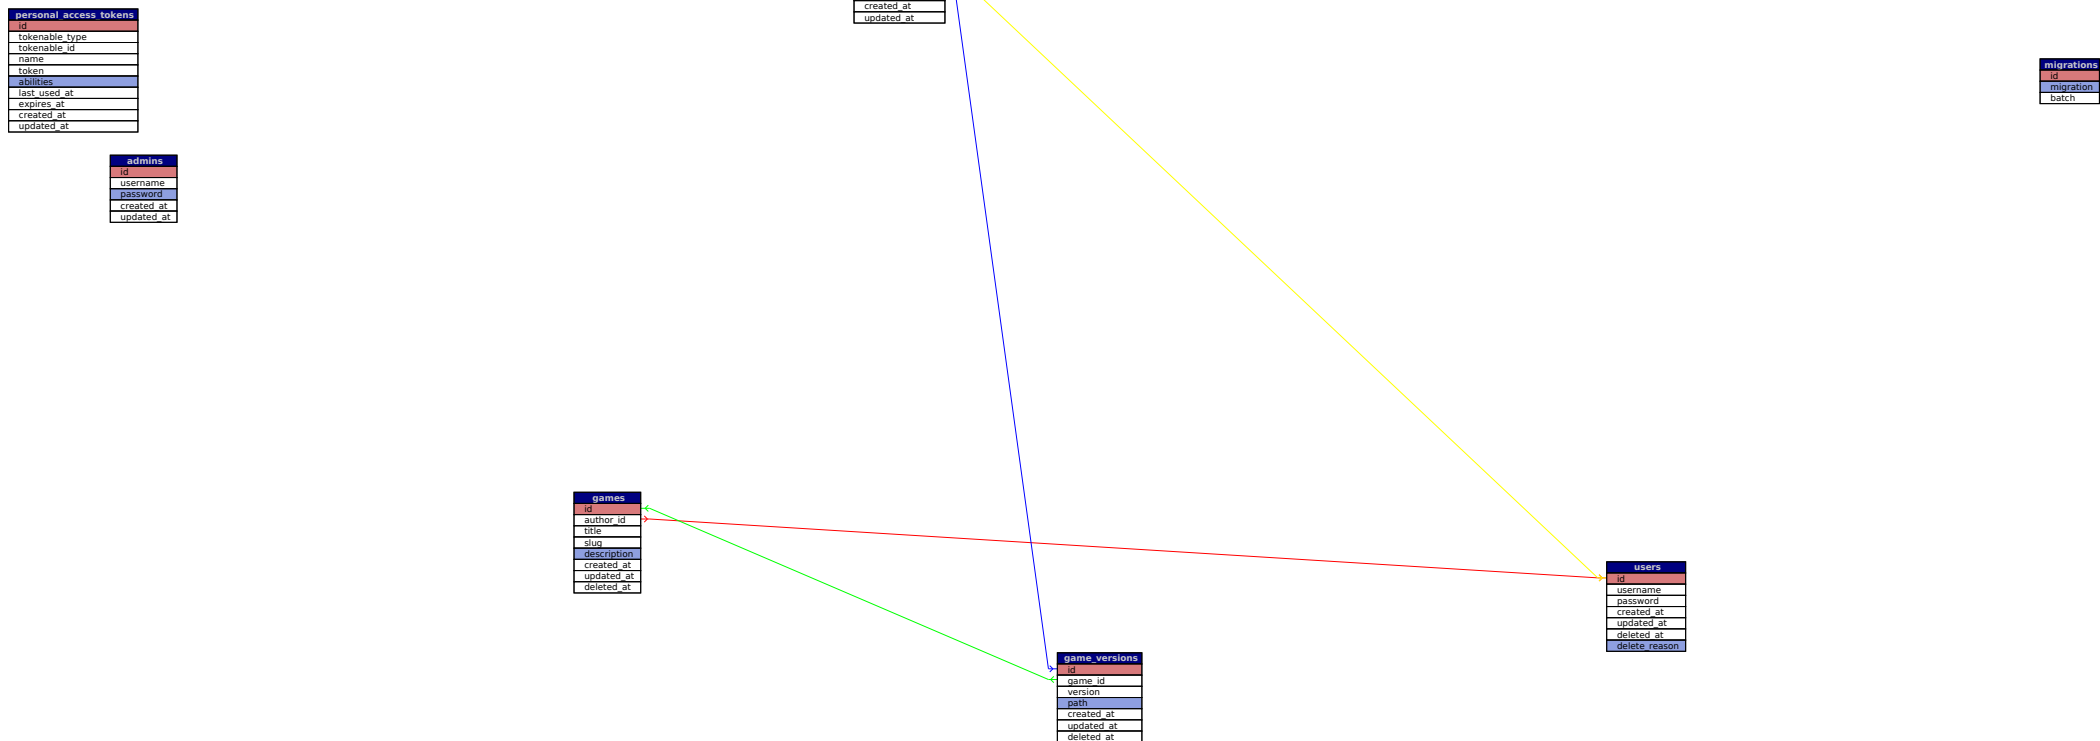 personal_access_tokens
id
tokenable_type
tokenable_id
name
token
abilities
last_used_at
expires_at
created_at
updated_at
admins
id
username
password
created_at
updated_at
created_at
updated_at
migrations
id
migration
batch
games
id
author_id
title
slug
description
created_at
updated_at
deleted_at
game_versions
id
game_id
version
path
created_at
updated_at
deleted_at
users
id
username
password
created_at
updated_at
deleted_at
delete_reason